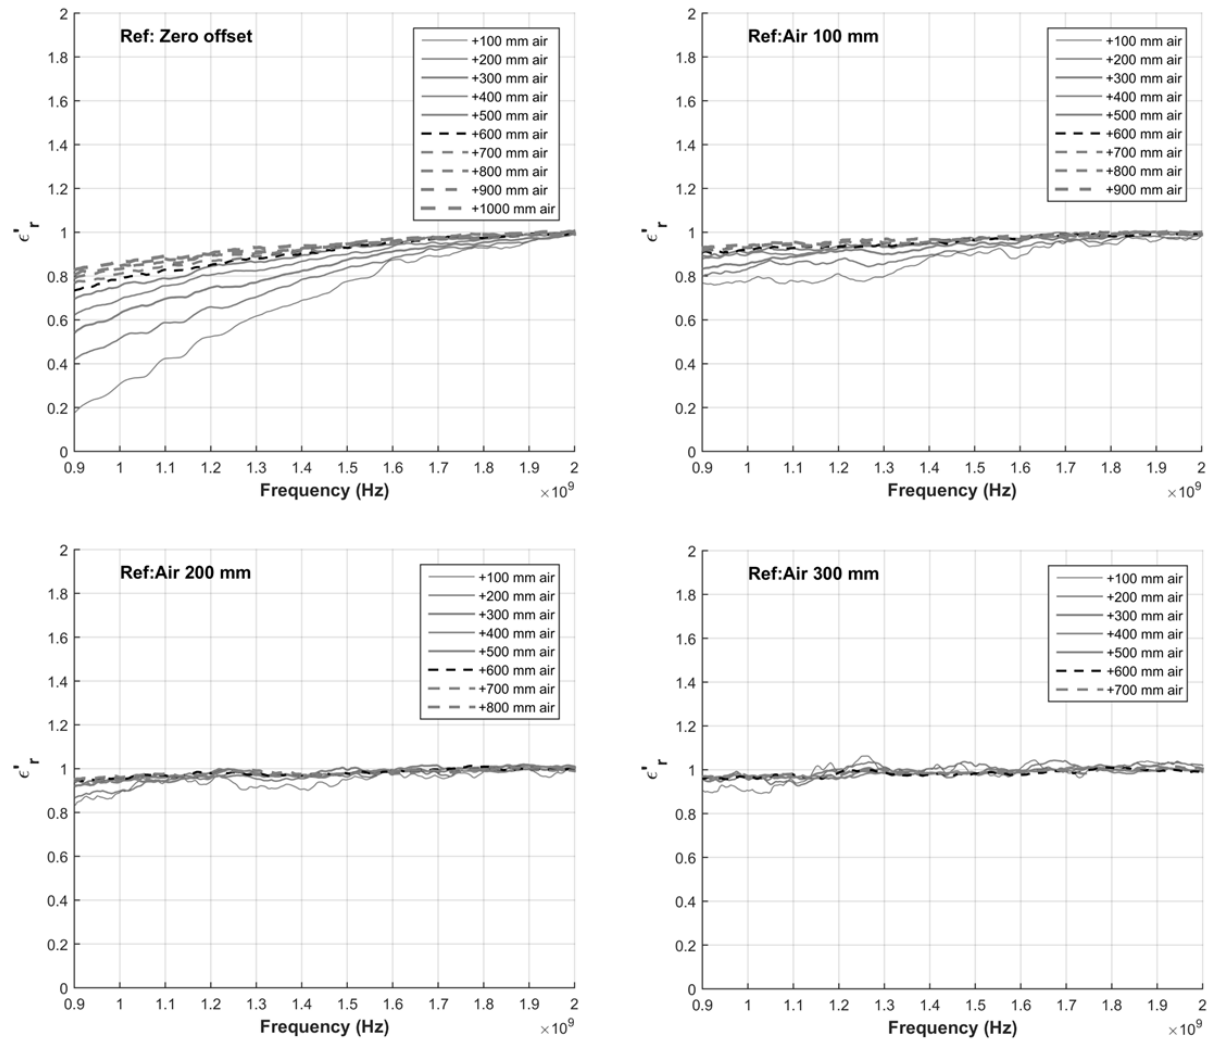 Ref: Zero offset
+100 mm air
+200 mm air
+300 mm air
+400 mm air
+500 mm air
+600 mm air
+700 mm air
+800 mm air
+900 mm air
+1000 mm air
2
1.8
1.6
1.4
1.2
1
0.8
0.6
0.4
0.2
0
ϵ'r
0.9 1 1.1 1.2 1.3 1.4 1.5 1.6 1.7 1.8 1.9 2
Frequency (Hz)
×10⁹
Ref:Air 100 mm
+100 mm air
+200 mm air
+300 mm air
+400 mm air
+500 mm air
+600 mm air
+700 mm air
+800 mm air
+900 mm air
2
1.8
1.6
1.4
1.2
1
0.8
0.6
0.4
0.2
0
ϵ'r
0.9 1 1.1 1.2 1.3 1.4 1.5 1.6 1.7 1.8 1.9 2
Frequency (Hz)
×10⁹
Ref:Air 200 mm
+100 mm air
+200 mm air
+300 mm air
+400 mm air
+500 mm air
+600 mm air
+700 mm air
+800 mm air
2
1.8
1.6
1.4
1.2
1
0.8
0.6
0.4
0.2
0
ϵ'r
0.9 1 1.1 1.2 1.3 1.4 1.5 1.6 1.7 1.8 1.9 2
Frequency (Hz)
×10⁹
Ref:Air 300 mm
+100 mm air
+200 mm air
+300 mm air
+400 mm air
+500 mm air
+600 mm air
+700 mm air
2
1.8
1.6
1.4
1.2
1
0.8
0.6
0.4
0.2
0
ϵ'r
0.9 1 1.1 1.2 1.3 1.4 1.5 1.6 1.7 1.8 1.9 2
Frequency (Hz)
×10⁹